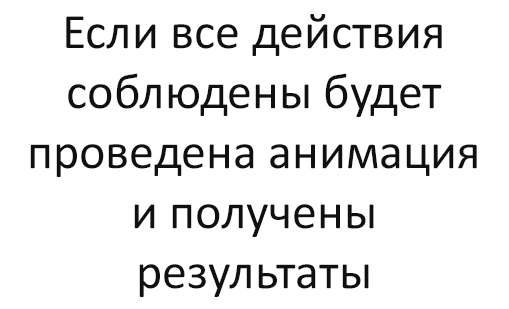 Если все действия
соблюдены будет
проведена анимация
и получены
результаты